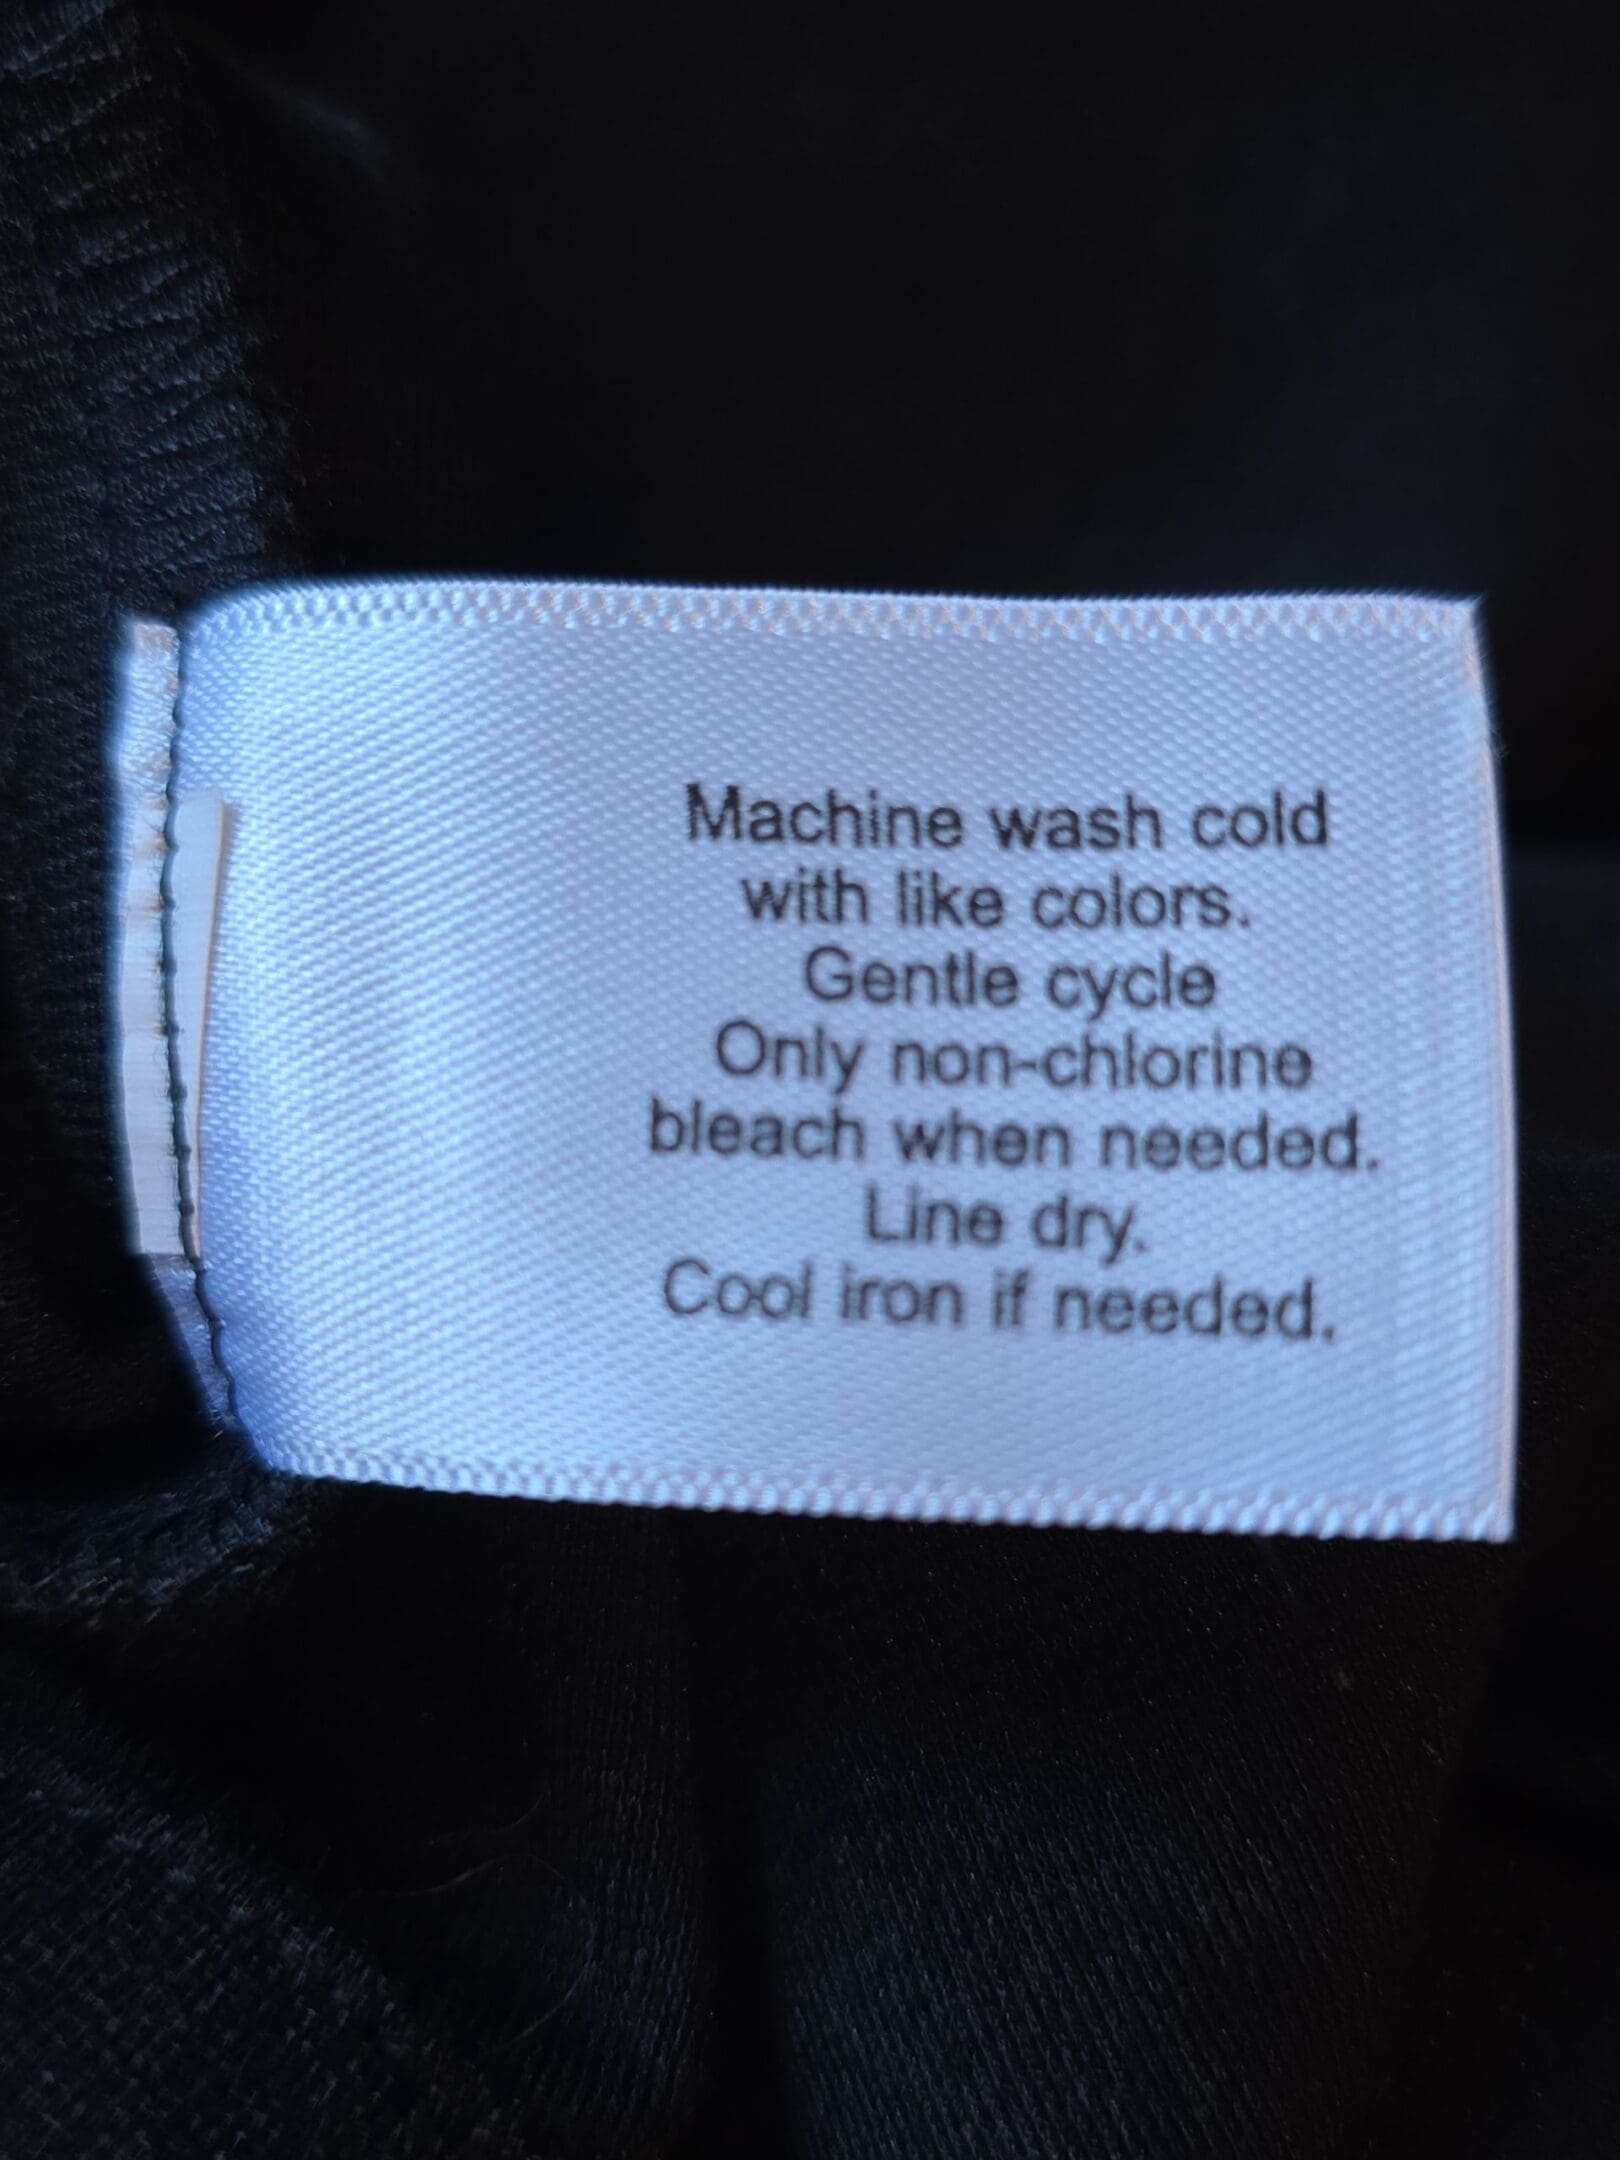 Machine wash cold
with like colors.
Gentle cycle
Only non-chlorine
bleach when needed.
Line dry.
Cool iron if needed.